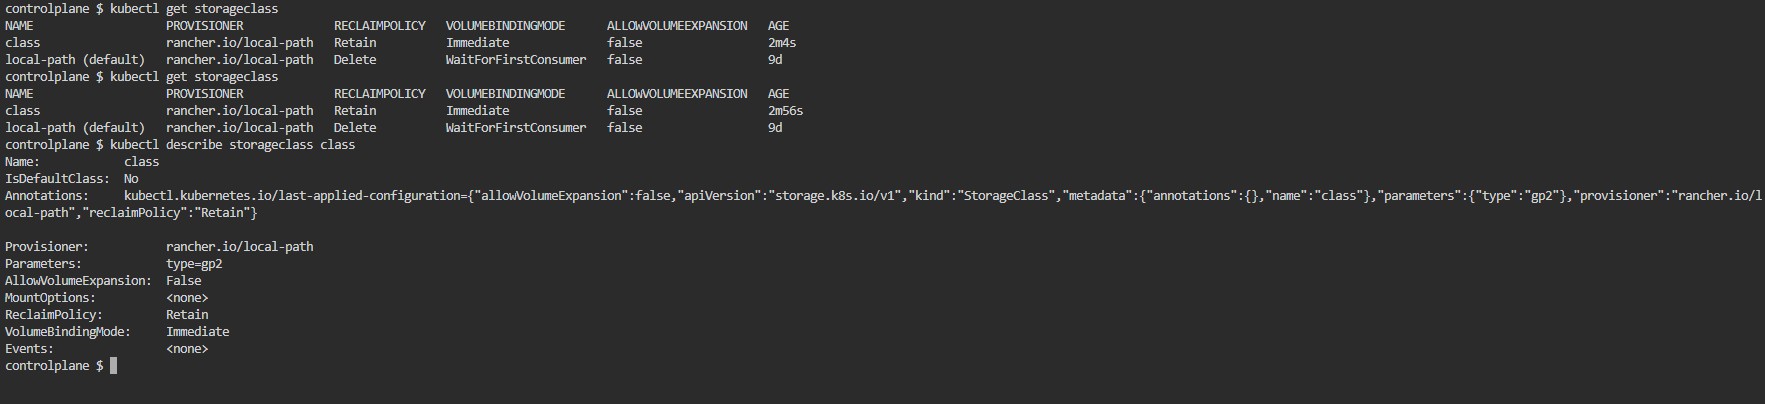 controlplane $ kubectl get storageclass
NAME                   PROVISIONER             RECLAIMPOLICY   VOLUMEBINDINGMODE      ALLOWVOLUMEEXPANSION   AGE
class                  rancher.io/local-path   Retain          Immediate              false                  2m4s
local-path (default)   rancher.io/local-path   Delete          WaitForFirstConsumer   false                  9d
controlplane $ kubectl get storageclass
NAME                   PROVISIONER             RECLAIMPOLICY   VOLUMEBINDINGMODE      ALLOWVOLUMEEXPANSION   AGE
class                  rancher.io/local-path   Retain          Immediate              false                  2m56s
local-path (default)   rancher.io/local-path   Delete          WaitForFirstConsumer   false                  9d
controlplane $ kubectl describe storageclass class
Name:            class
IsDefaultClass:  No
Annotations:     kubectl.kubernetes.io/last-applied-configuration={"allowVolumeExpansion":false,"apiVersion":"storage.k8s.io/v1","kind":"StorageClass","metadata":{"annotations":{},"name":"class"},"parameters":{"type":"gp2"},"provisioner":"rancher.io/l
ocal-path","reclaimPolicy":"Retain"}

Provisioner:           rancher.io/local-path
Parameters:            type=gp2
AllowVolumeExpansion:  False
MountOptions:          <none>
ReclaimPolicy:         Retain
VolumeBindingMode:     Immediate
Events:                <none>
controlplane $